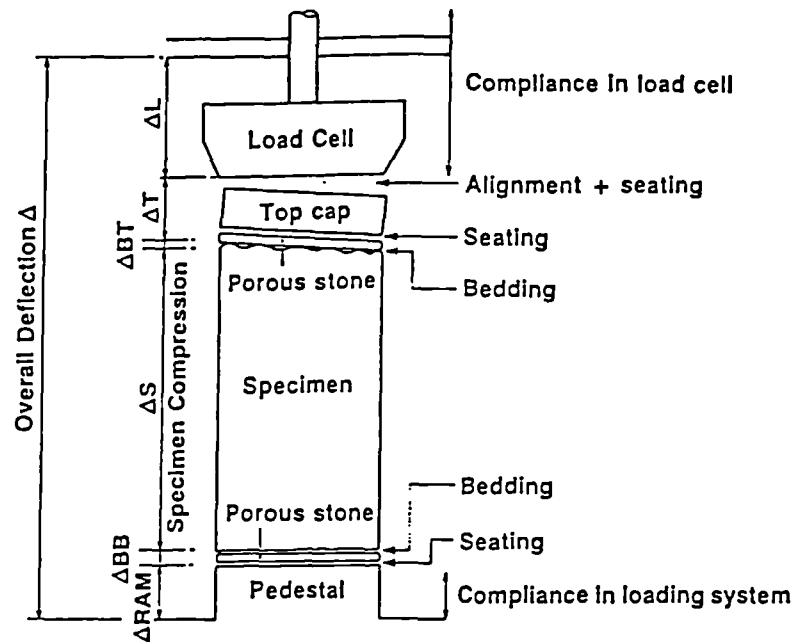 Compliance in load cell
Load Cell
Alignment + seating
Top cap
Seating
Porous stone
Bedding
Specimen
Bedding
Porous stone
Seating
Pedestal
Compliance in loading system
Overall Deflection Δ
Specimen Compression
ΔL
ΔT
ΔBT
ΔS
ΔBB
ΔRAM